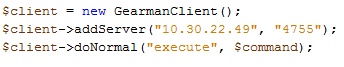 $client = new GearmanClient();
$client->addServer("10.30.22.49", "4755");
$client->doNormal("execute", $command);